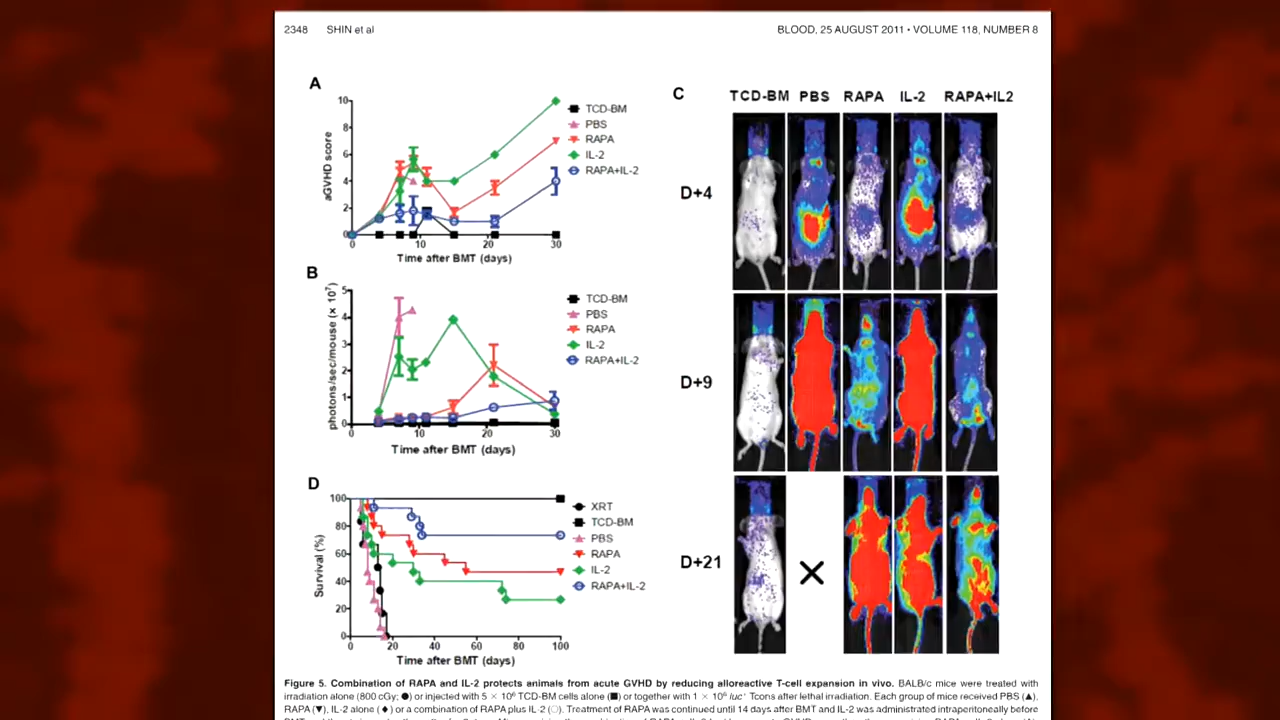 2348 SHIN et al
BLOOD, 25 AUGUST 2011 • VOLUME 118, NUMBER 8
A
aGVHD score
10
8
6
4
2
0
0 10 20 30
Time after BMT (days)
TCD-BM
PBS
RAPA
IL-2
RAPA+IL-2
B
photons/sec/mouse (× 10⁷)
5
4
3
2
1
0
0 10 20 30
Time after BMT (days)
TCD-BM
PBS
RAPA
IL-2
RAPA+IL-2
D
Survival (%)
100
80
60
40
20
0
0 20 40 60 80 100
Time after BMT (days)
XRT
TCD-BM
PBS
RAPA
IL-2
RAPA+IL-2
C
TCD-BM PBS RAPA IL-2 RAPA+IL2
D+4
D+9
D+21
Figure 5. Combination of RAPA and IL-2 protects animals from acute GVHD by reducing alloreactive T-cell expansion in vivo. BALB/c mice were treated with
irradiation alone (800 cGy; ●) or injected with 5 × 10⁶ TCD-BM cells alone (■) or together with 1 × 10⁶ luc⁺ Tcons after lethal irradiation. Each group of mice received PBS (▲),
RAPA (▼), IL-2 alone (♦) or a combination of RAPA plus IL-2 (○). Treatment of RAPA was continued until 14 days after BMT and IL-2 was administrated intraperitoneally before